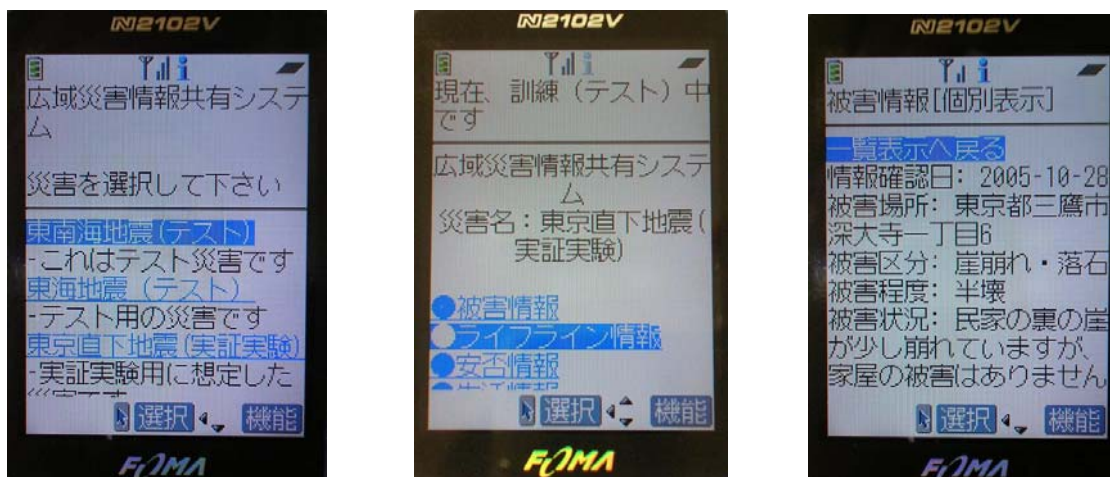 N2102V
広域災害情報共有システ
ム
災害を選択して下さい
東南海地震(テスト)
-これはテスト災害です
東海地震（テスト）
-テスト用の災害です
東京直下地震(実証実験)
-実証実験用に想定した
選択
機能
FOMA
N2102V
現在、訓練（テスト）中
です
広域災害情報共有システ
ム
災害名：東京直下地震(
実証実験)
●被害情報
●ライフライン情報
●安否情報
●生活情報
選択
機能
FOMA
N2102V
被害情報[個別表示]
一覧表示へ戻る
情報確認日: 2005-10-28
被害場所: 東京都三鷹市
深大寺一丁目6
被害区分: 崖崩れ・落石
被害程度: 半壊
被害状況: 民家の裏の崖
が少し崩れていますが、
家屋の被害はありません
選択
機能
FOMA